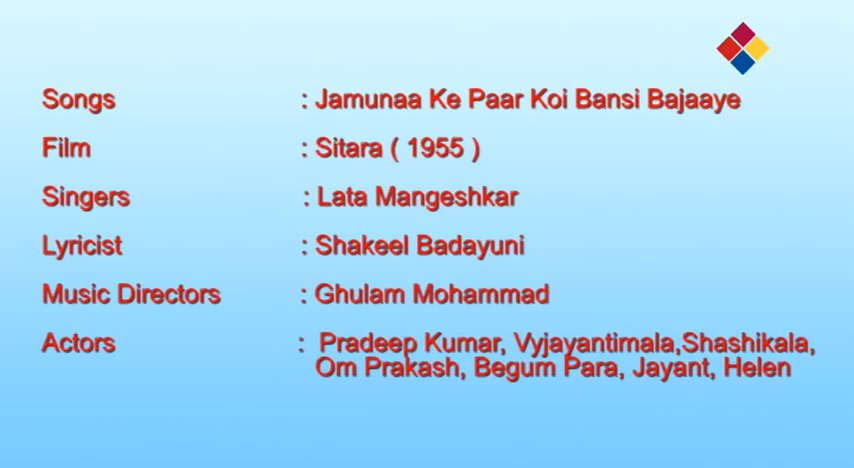 Songs : Jamunaa Ke Paar Koi Bansi Bajaaye
Film : Sitara ( 1955 )
Singers : Lata Mangeshkar
Lyricist : Shakeel Badayuni
Music Directors : Ghulam Mohammad
Actors : Pradeep Kumar, Vyjayantimala,Shashikala,
Om Prakash, Begum Para, Jayant, Helen